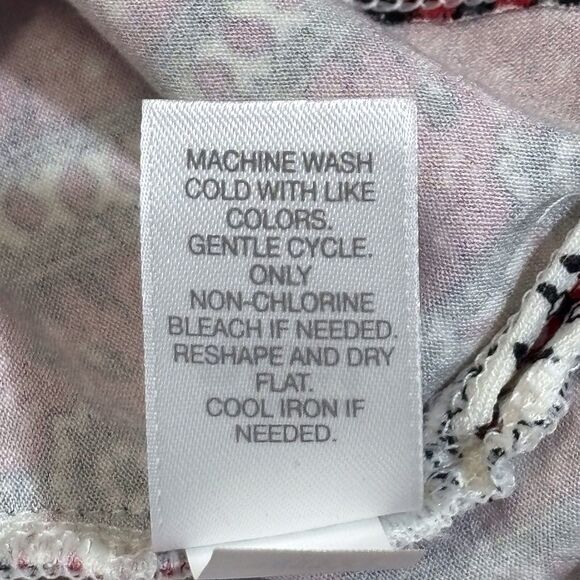 MACHINE WASH
COLD WITH LIKE
COLORS.
GENTLE CYCLE.
ONLY
NON-CHLORINE
BLEACH IF NEEDED.
RESHAPE AND DRY
FLAT.
COOL IRON IF
NEEDED.